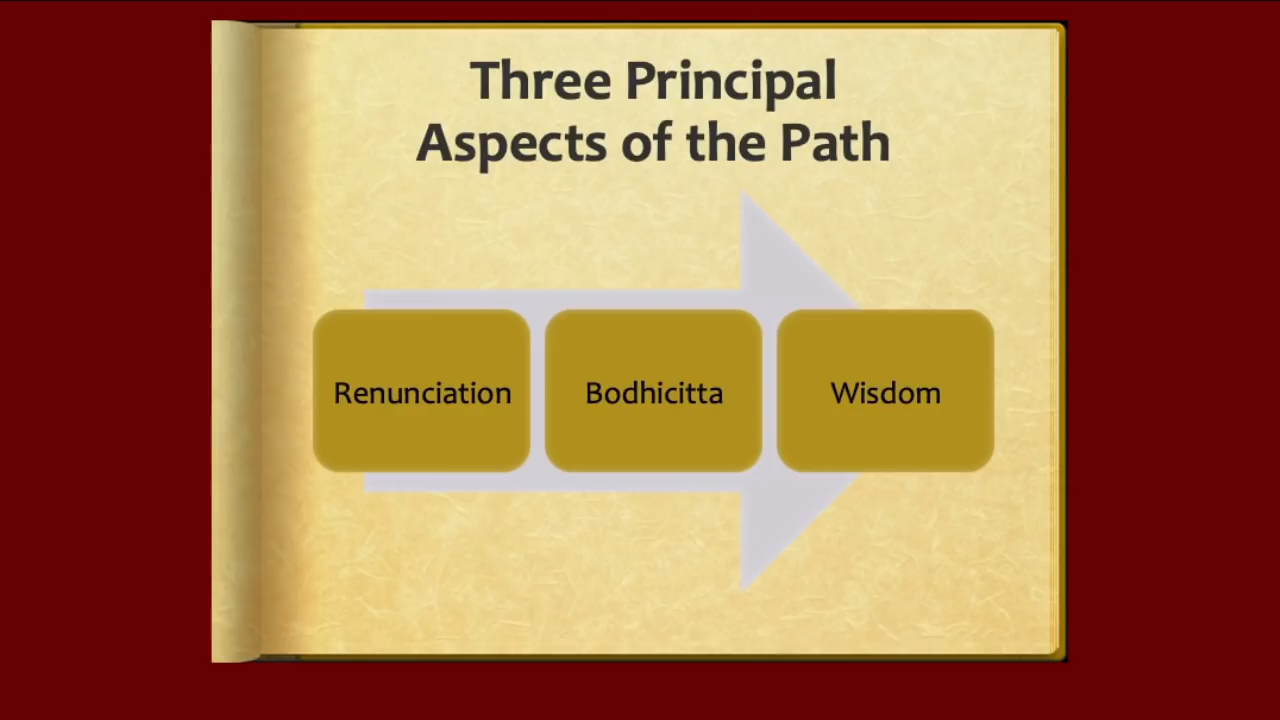 Three Principal
Aspects of the Path
Renunciation
Bodhicitta
Wisdom